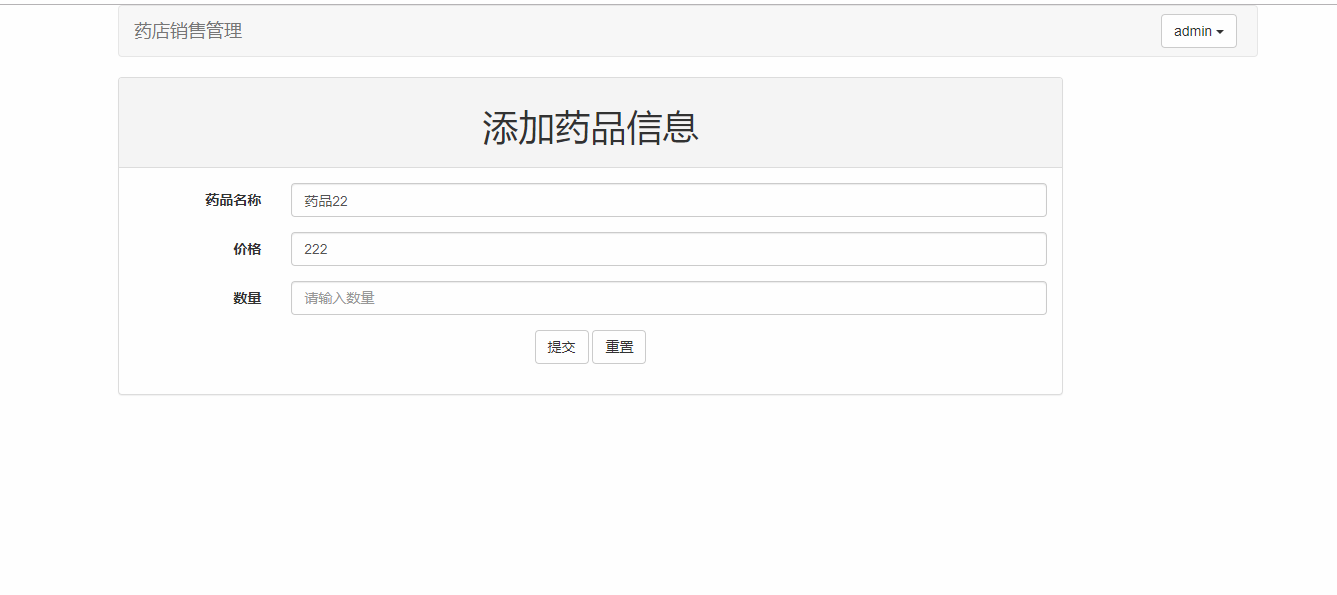 药店销售管理
admin
添加药品信息
药品名称
药品22
价格
222
数量
请输入数量
提交
重置